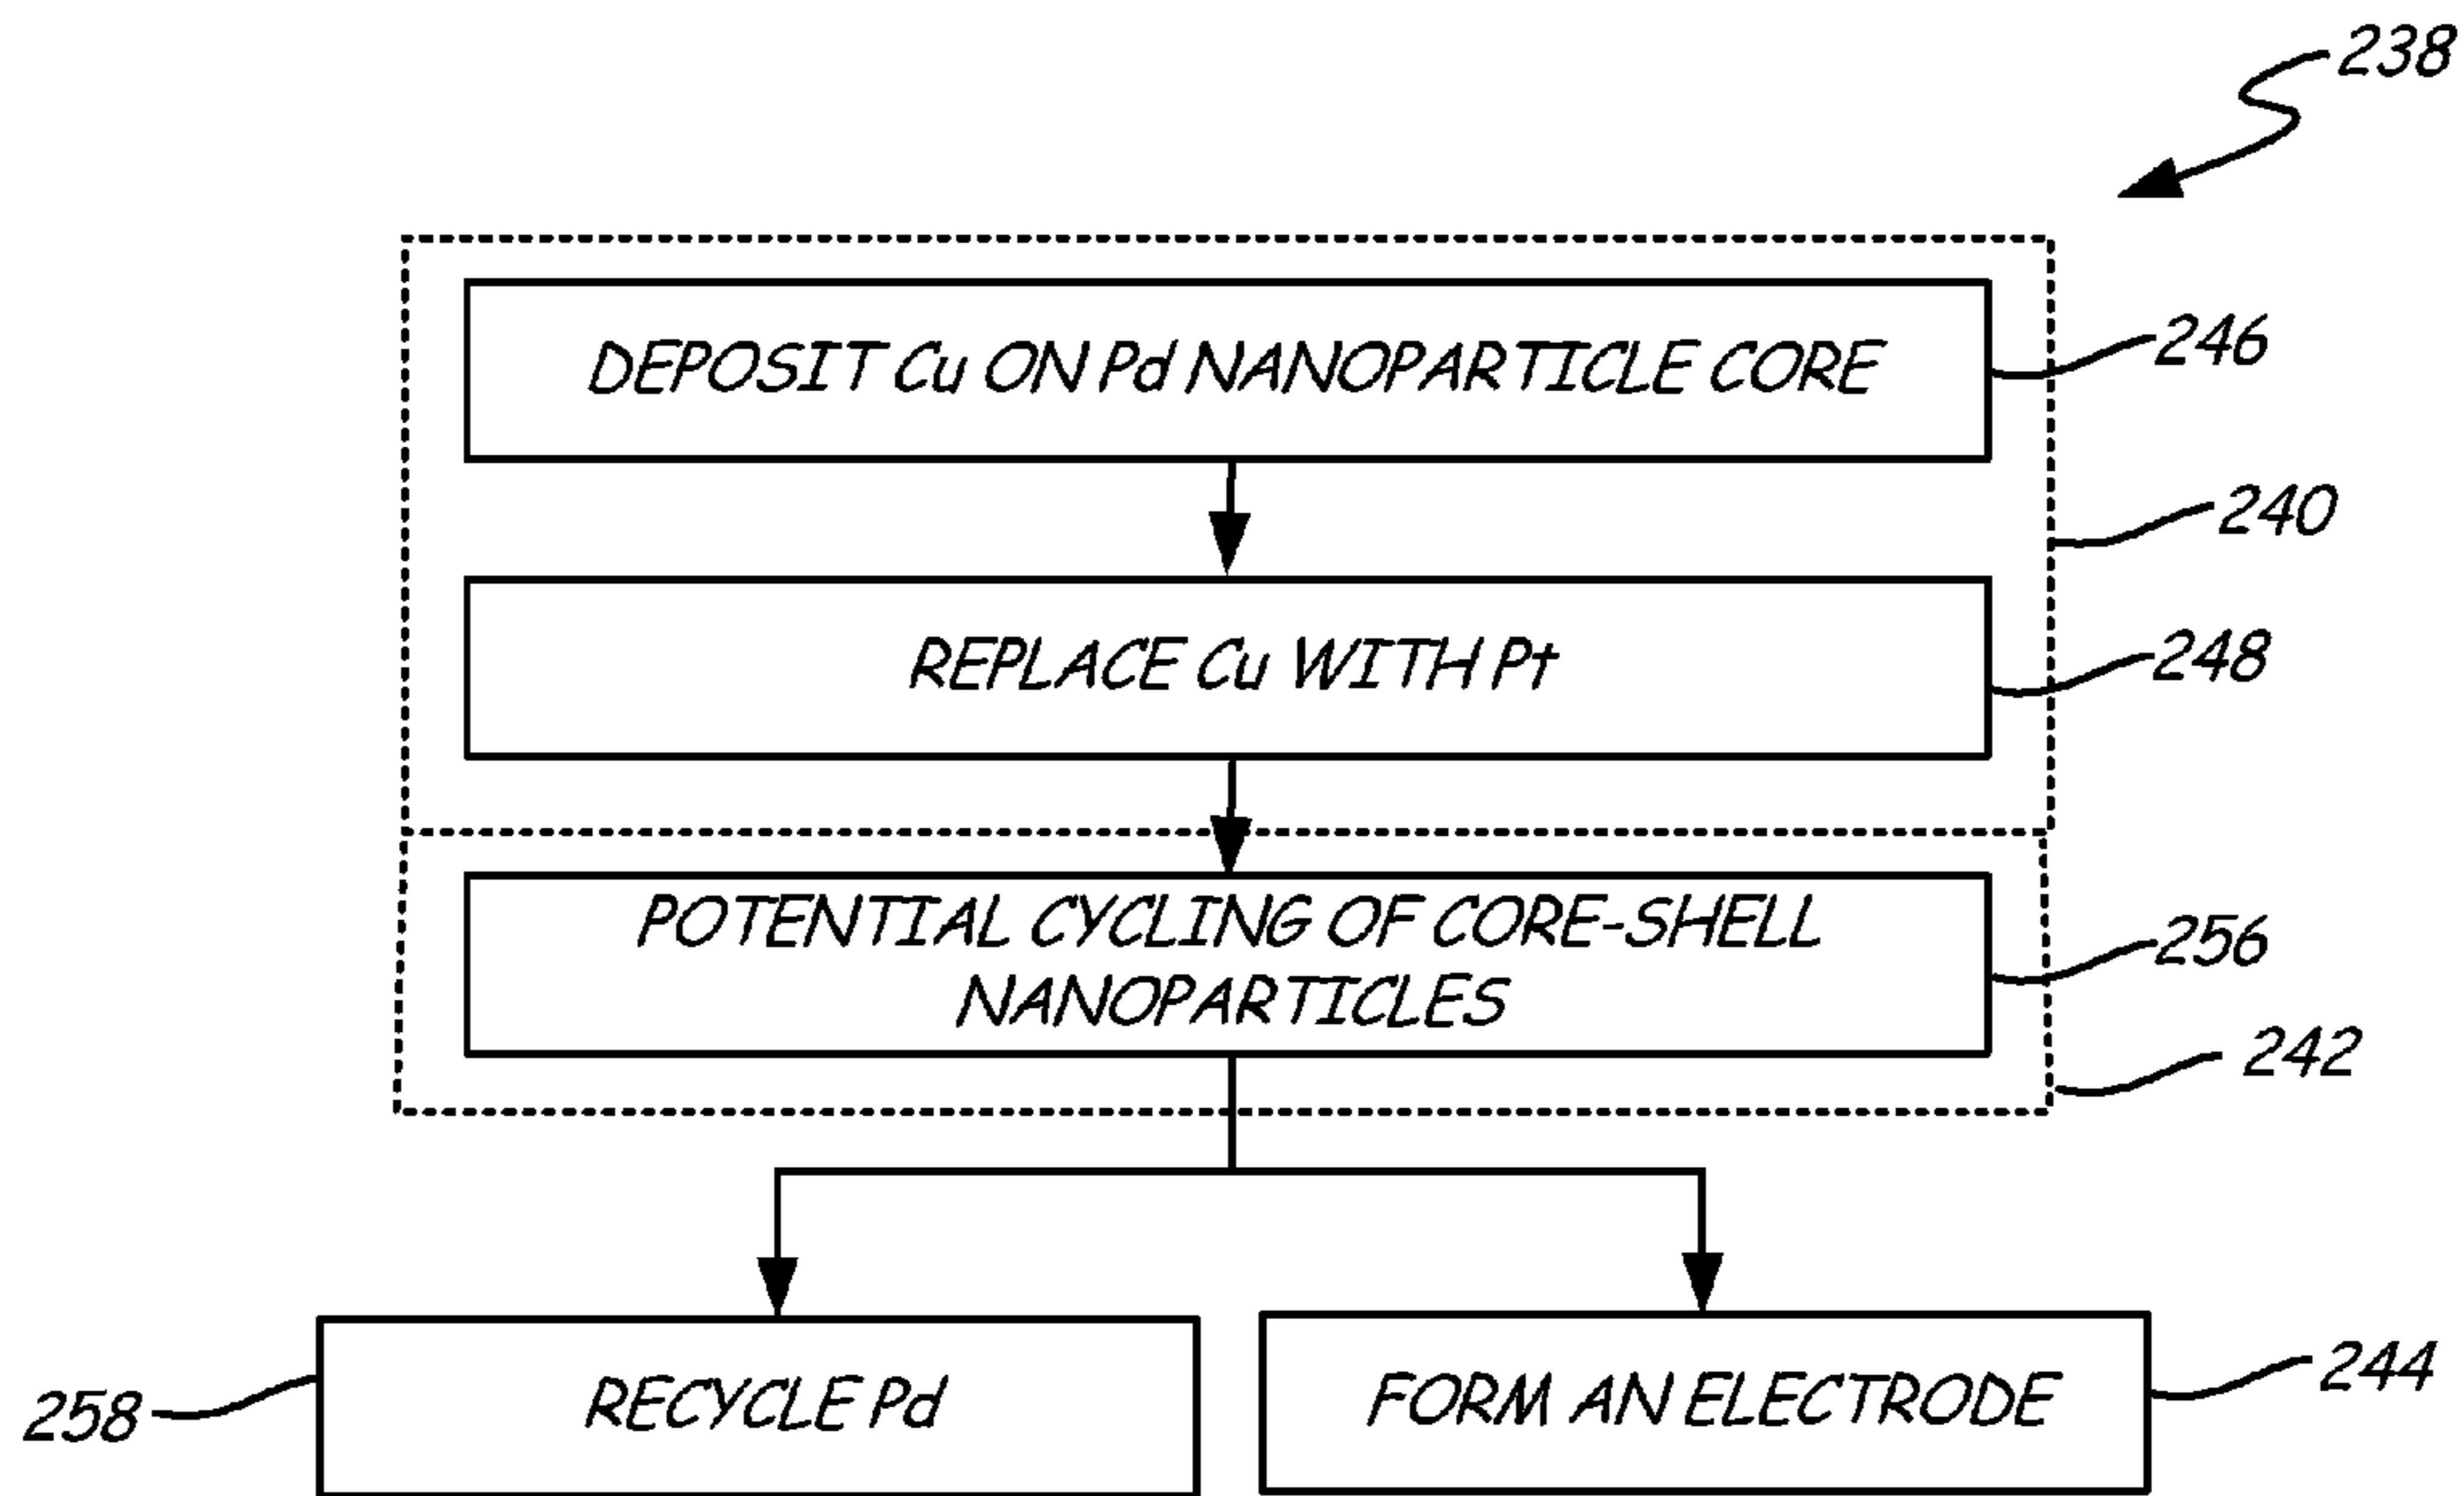 238
DEPOSIT Cu ON Pd NANOPARTICLE CORE
246
240
REPLACE Cu WITH Pt
248
POTENTIAL CYCLING OF CORE-SHELL
NANOPARTICLES
256
242
RECYCLE Pd
258
FORM AN ELECTRODE
244